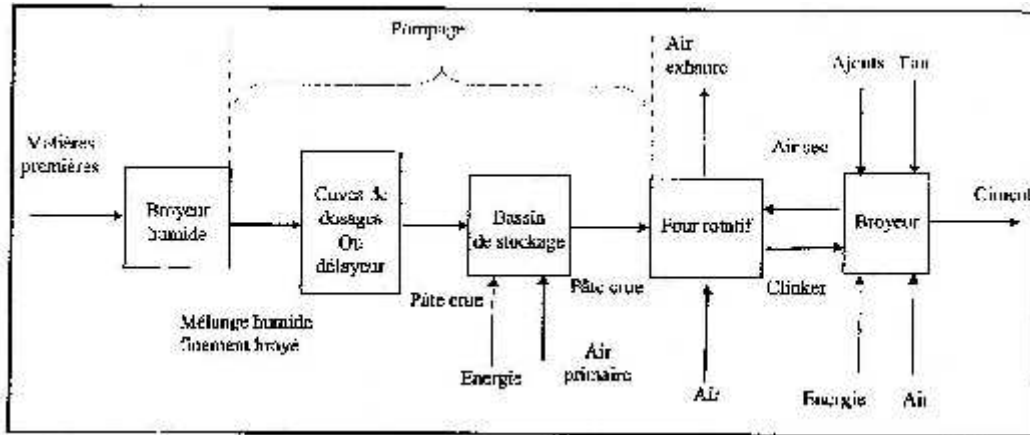 Pompage
Air
exhaure
Ajouts
Eau
Matières
premières
Air sec
Ciment
Broyeur
humide
Cuves de
dosages
Ou
délayeur
Bassin
de stockage
Four rotatif
Broyeur
Pâte crue
Pâte crue
Clinker
Mélange humide
finement broyé
Energie
Air
primaire
Air
Energie
Air